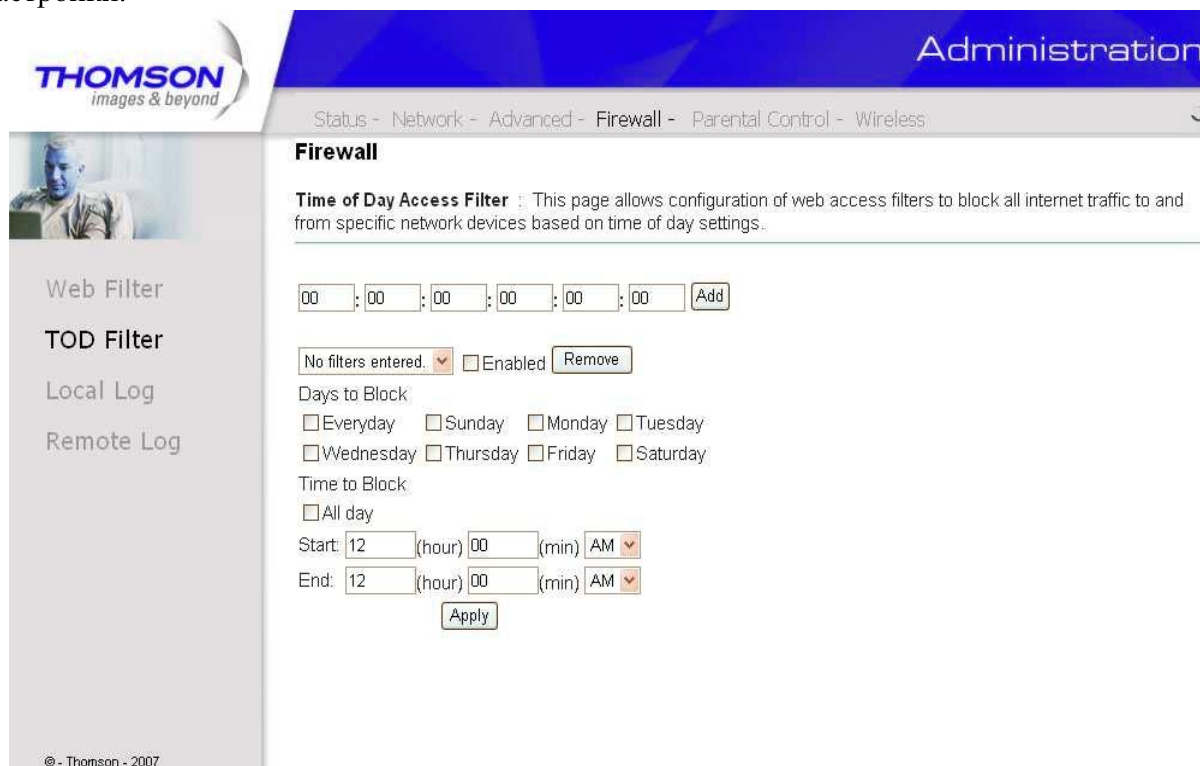 Administration
THOMSON
images & beyond
Status - Network - Advanced - Firewall - Parental Control - Wireless
Firewall
Time of Day Access Filter : This page allows configuration of web access filters to block all internet traffic to and
from specific network devices based on time of day settings.
Web Filter
TOD Filter
Local Log
Remote Log
00 : 00 : 00 : 00 : 00 : 00 Add
No filters entered. Enabled Remove
Days to Block
Everyday Sunday Monday Tuesday
Wednesday Thursday Friday Saturday
Time to Block
All day
Start: 12 (hour) 00 (min) AM
End: 12 (hour) 00 (min) AM
Apply
© - Thomson - 2007